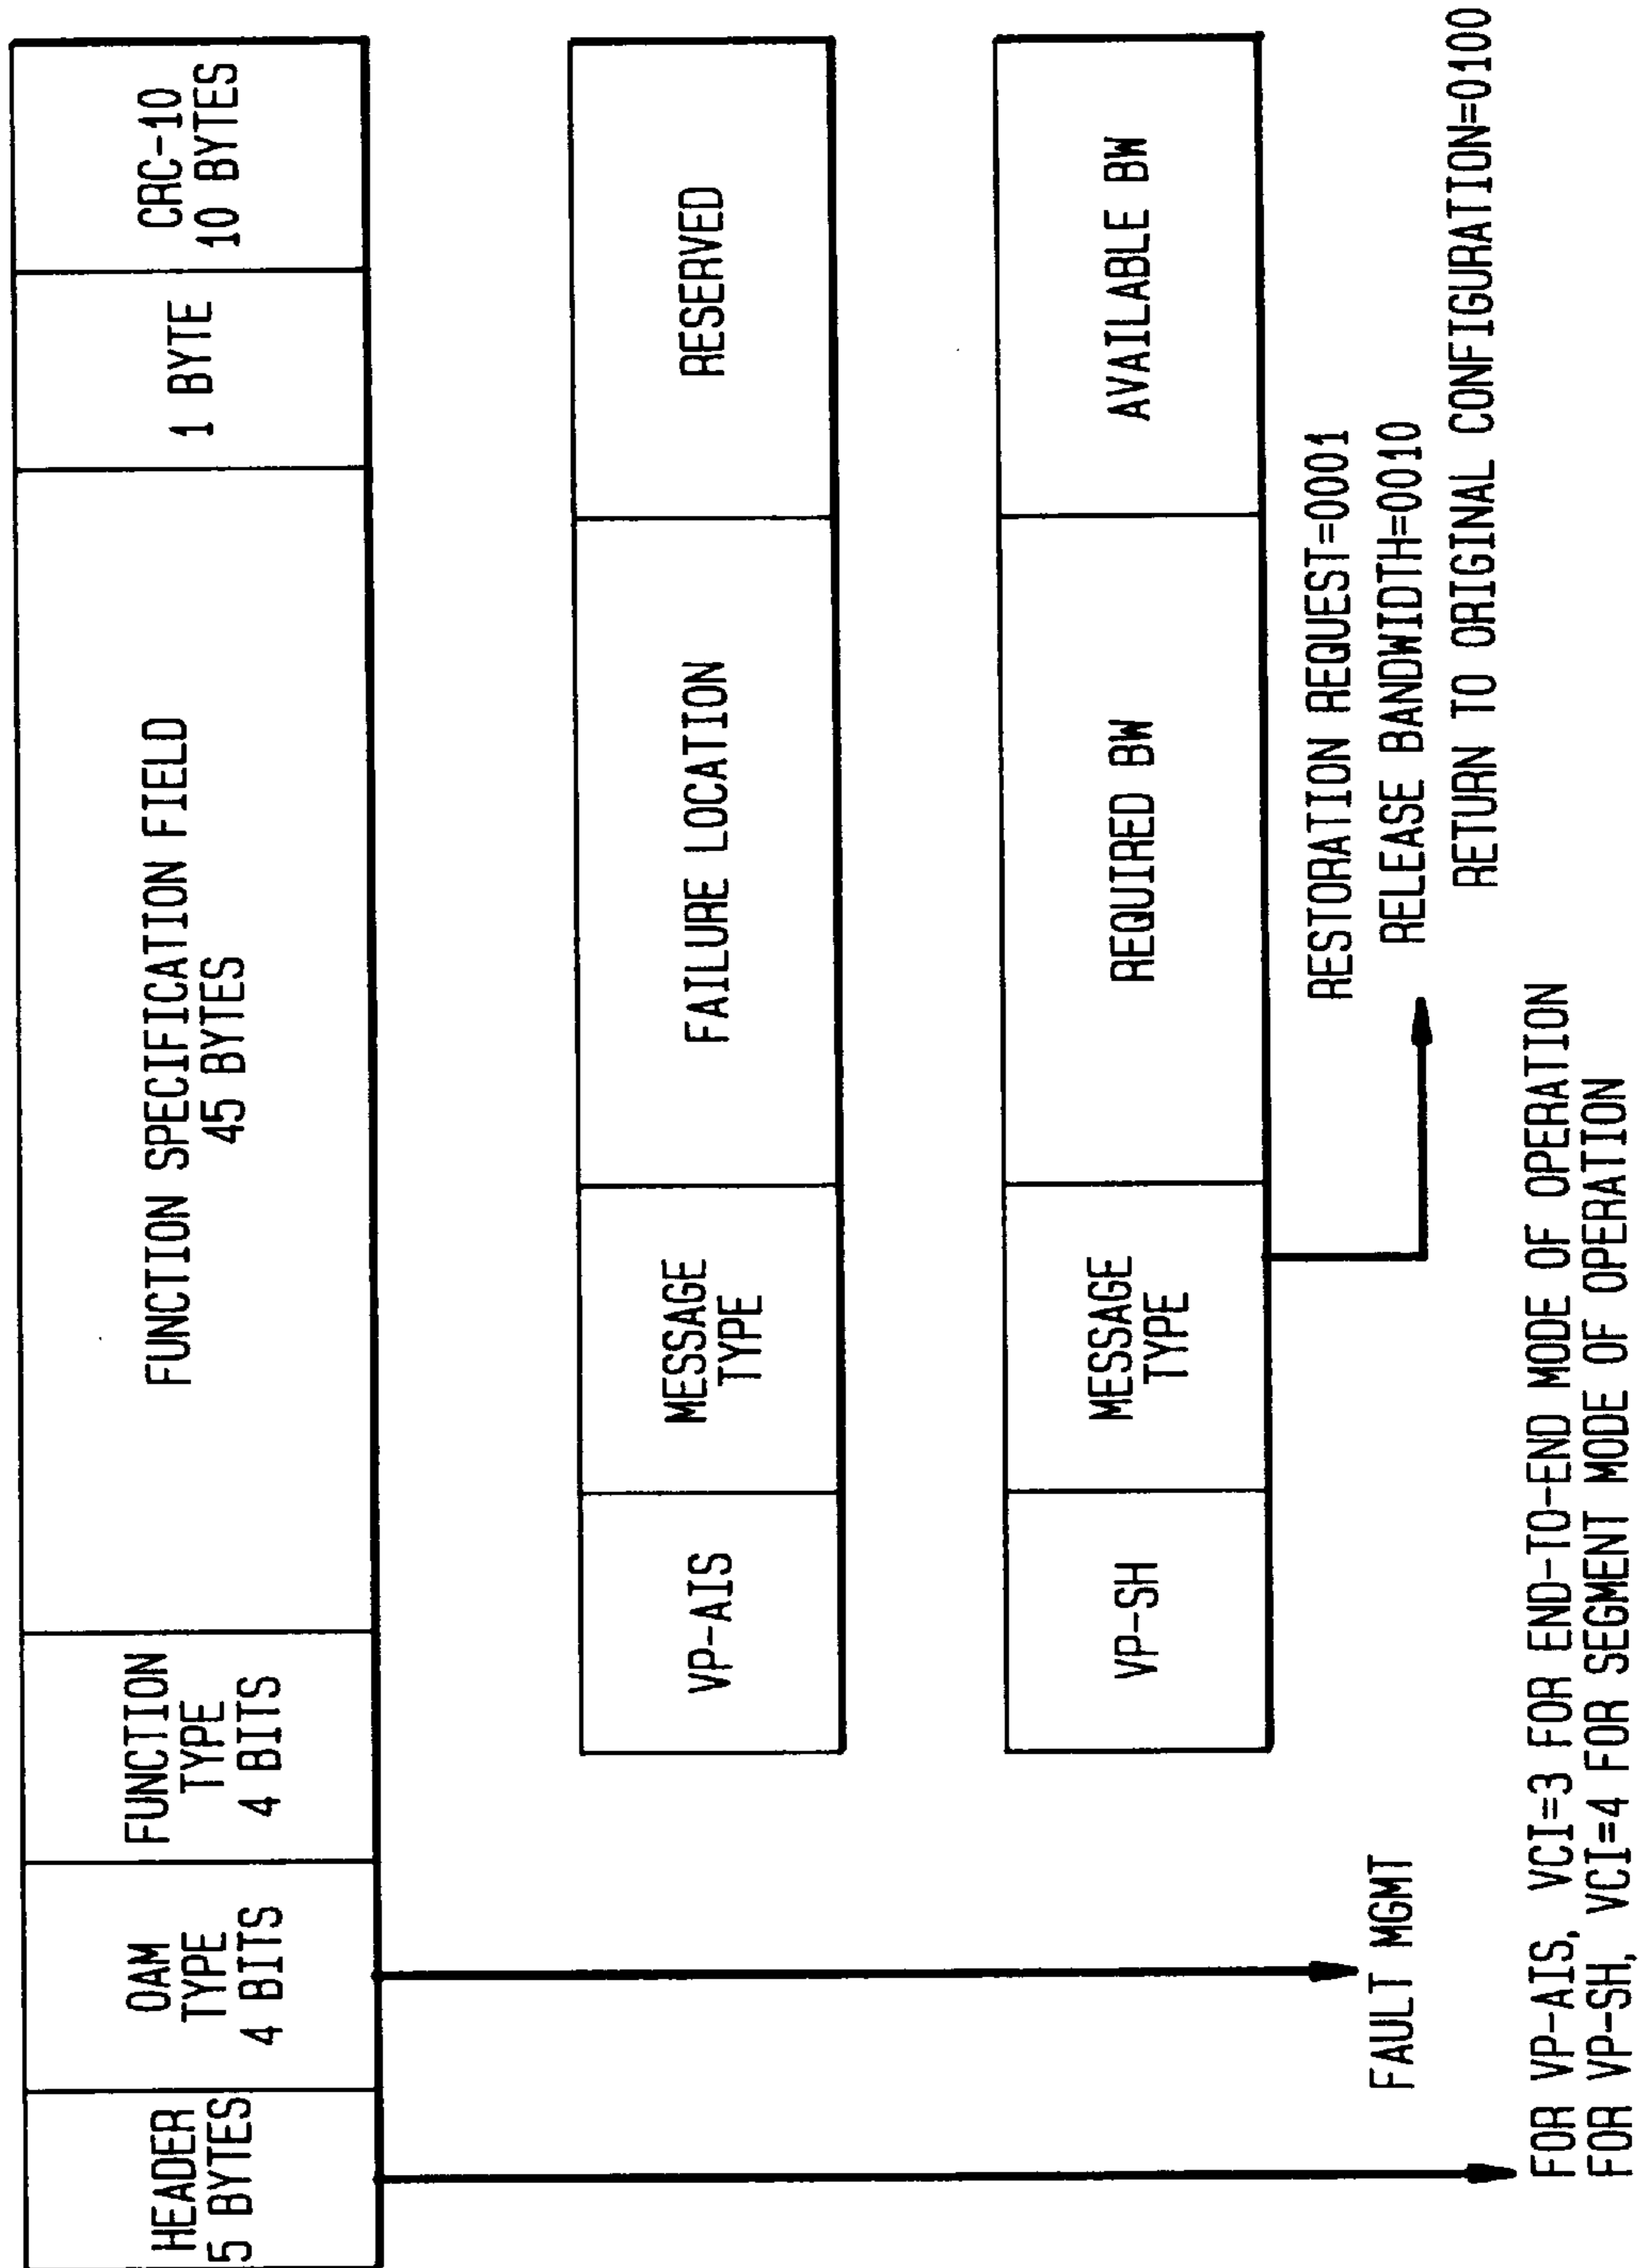 HEADER
5 BYTES
OAM
TYPE
4 BITS
FUNCTION
TYPE
4 BITS
FUNCTION SPECIFICATION FIELD
45 BYTES
1 BYTE
CRC-10
10 BYTES
VP-AIS
MESSAGE
TYPE
FAILURE LOCATION
RESERVED
VP-SH
MESSAGE
TYPE
REQUIRED BW
AVAILABLE BW
RESTORATION REQUEST=0001
RELEASE BANDWIDTH=0010
RETURN TO ORIGINAL CONFIGURATION=0100
FAULT MGMT
FOR VP-AIS, VCI=3 FOR END-TO-END MODE OF OPERATION
FOR VP-SH, VCI=4 FOR SEGMENT MODE OF OPERATION